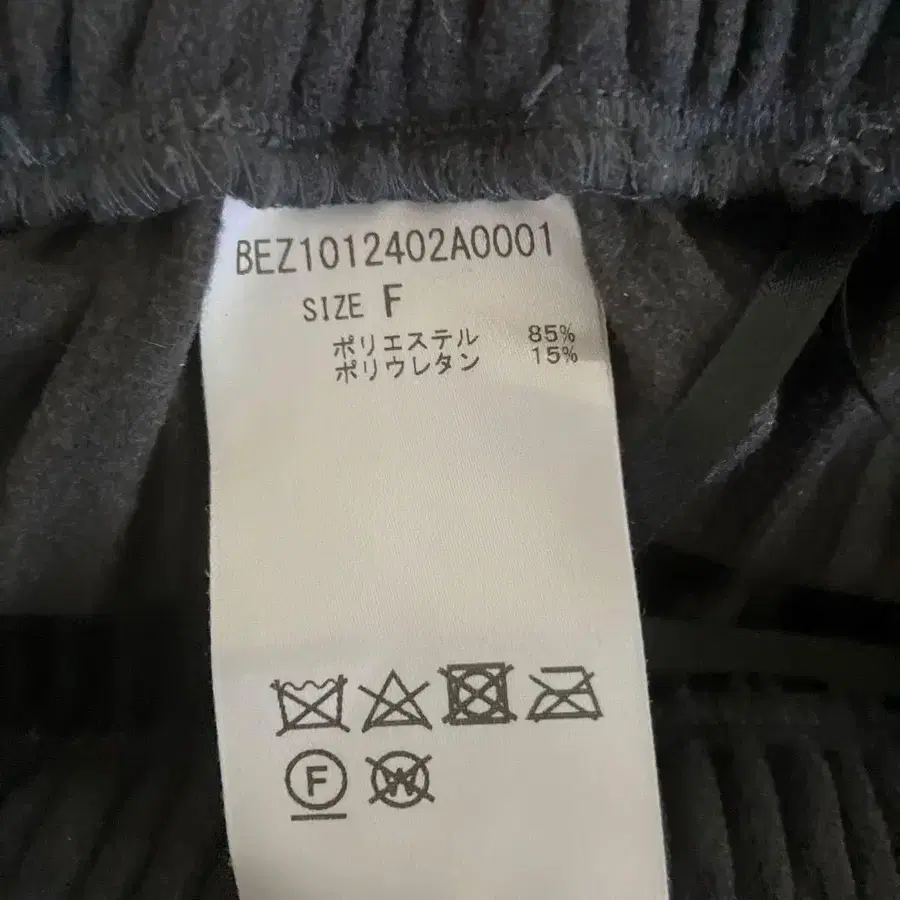 BEZ1012402A0001
SIZE F
ポリエステル 85%
ポリウレタン 15%
F
W